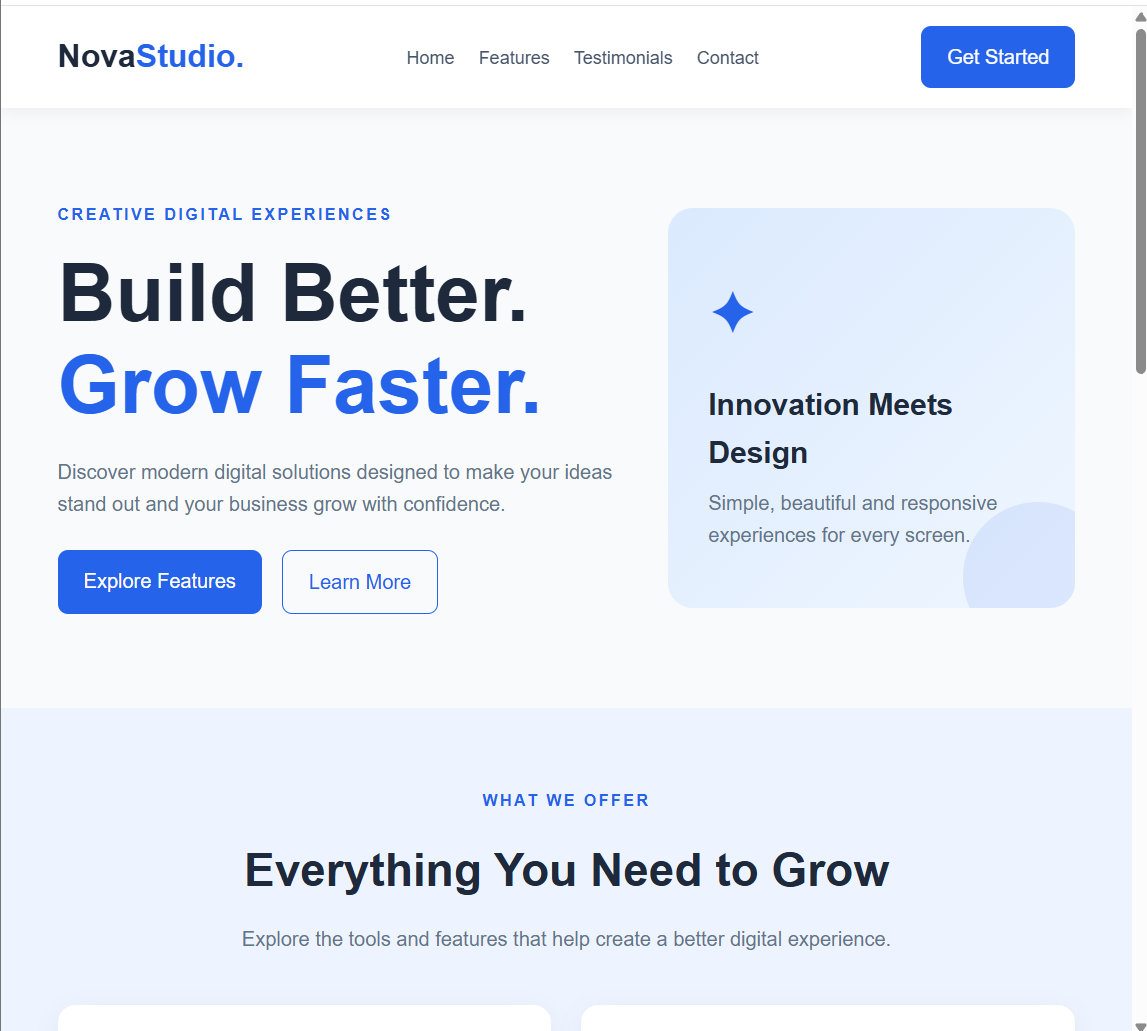 NovaStudio.
Home Features Testimonials Contact
Get Started
CREATIVE DIGITAL EXPERIENCES
Build Better.
Grow Faster.
Discover modern digital solutions designed to make your ideas
stand out and your business grow with confidence.
Explore Features
Learn More
Innovation Meets
Design
Simple, beautiful and responsive
experiences for every screen.
WHAT WE OFFER
Everything You Need to Grow
Explore the tools and features that help create a better digital experience.